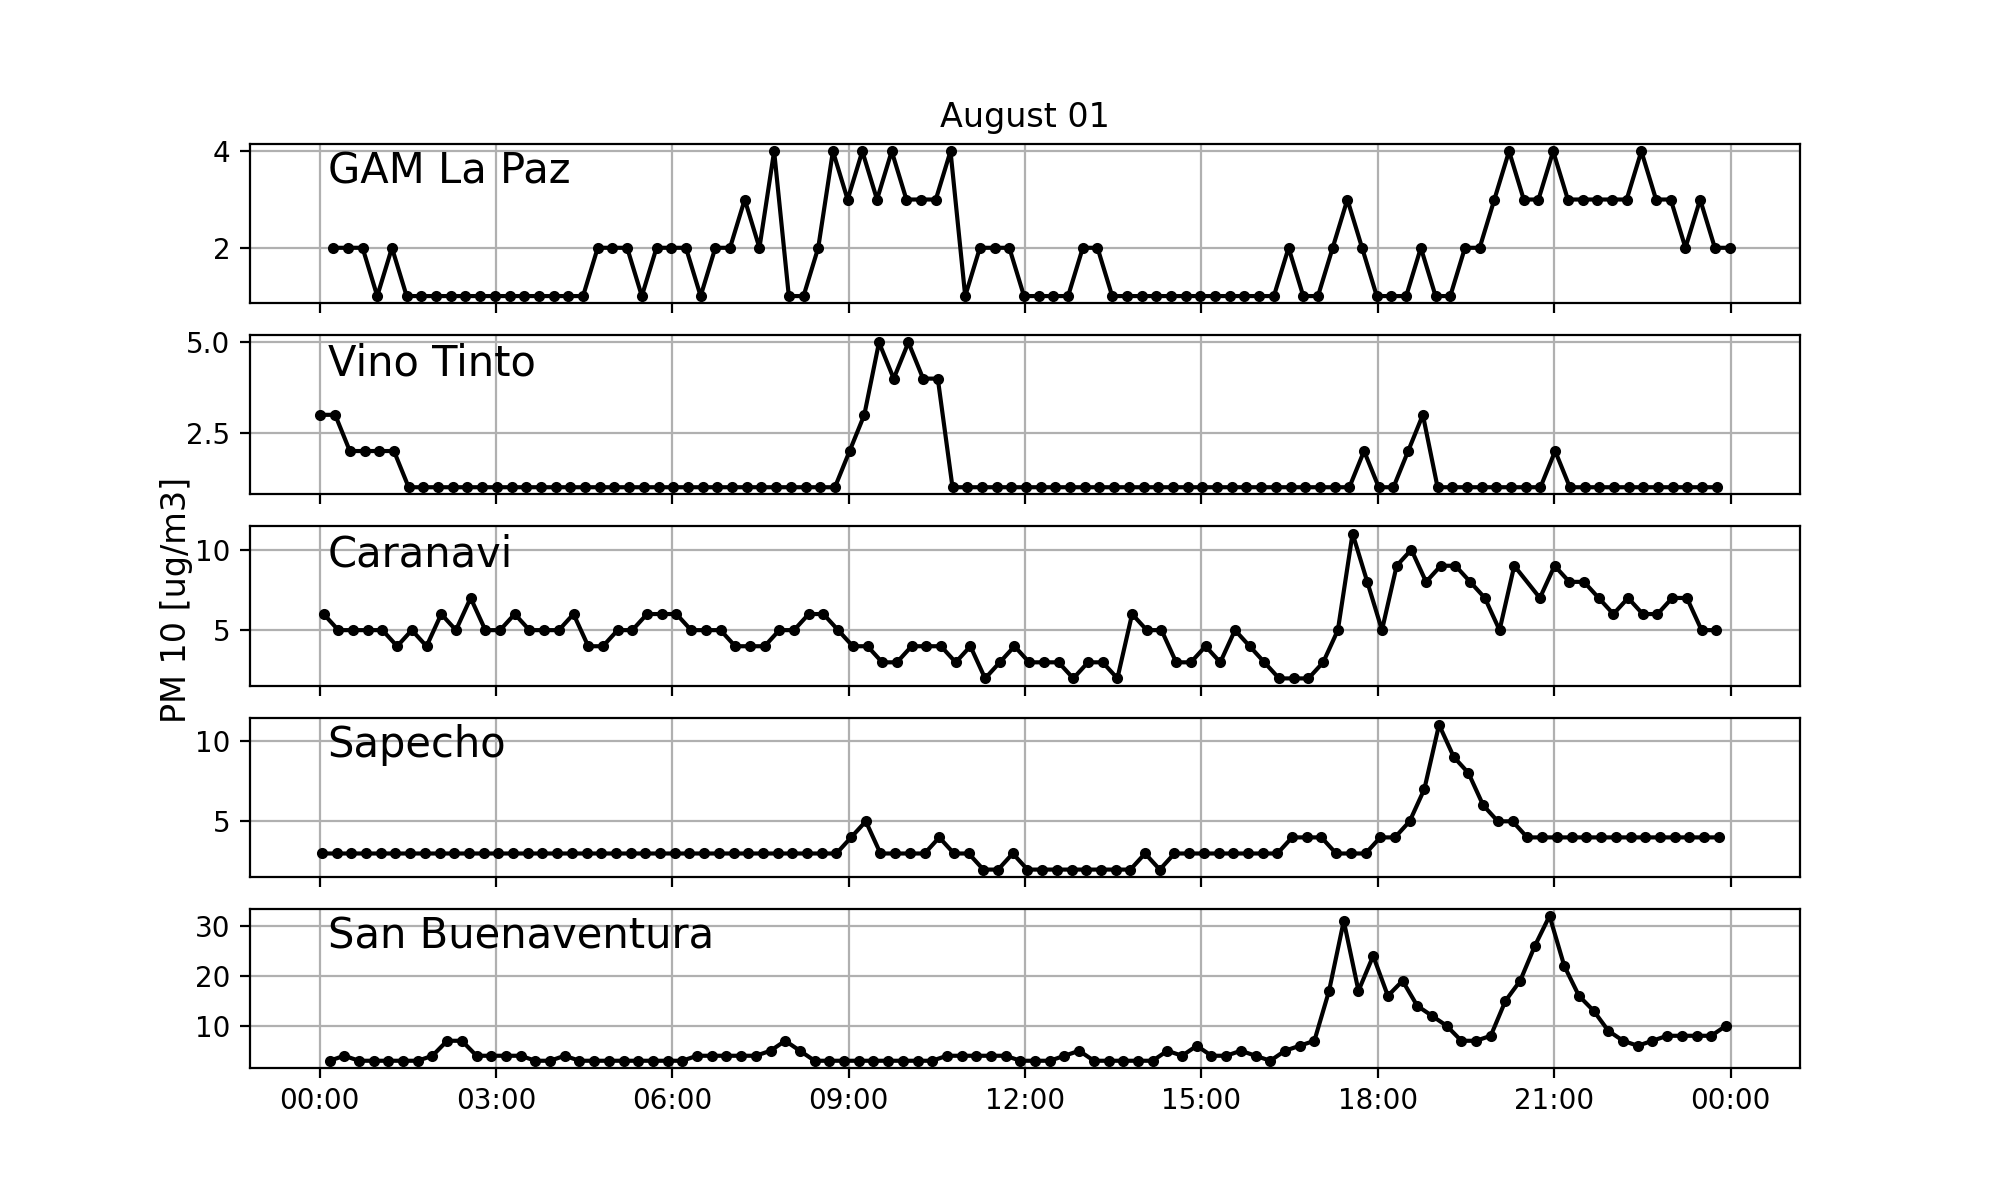 August 01
PM 10 [ug/m3]
4
2
GAM La Paz
5.0
2.5
Vino Tinto
10
5
Caranavi
10
5
Sapecho
30
20
10
San Buenaventura
00:00 03:00 06:00 09:00 12:00 15:00 18:00 21:00 00:00